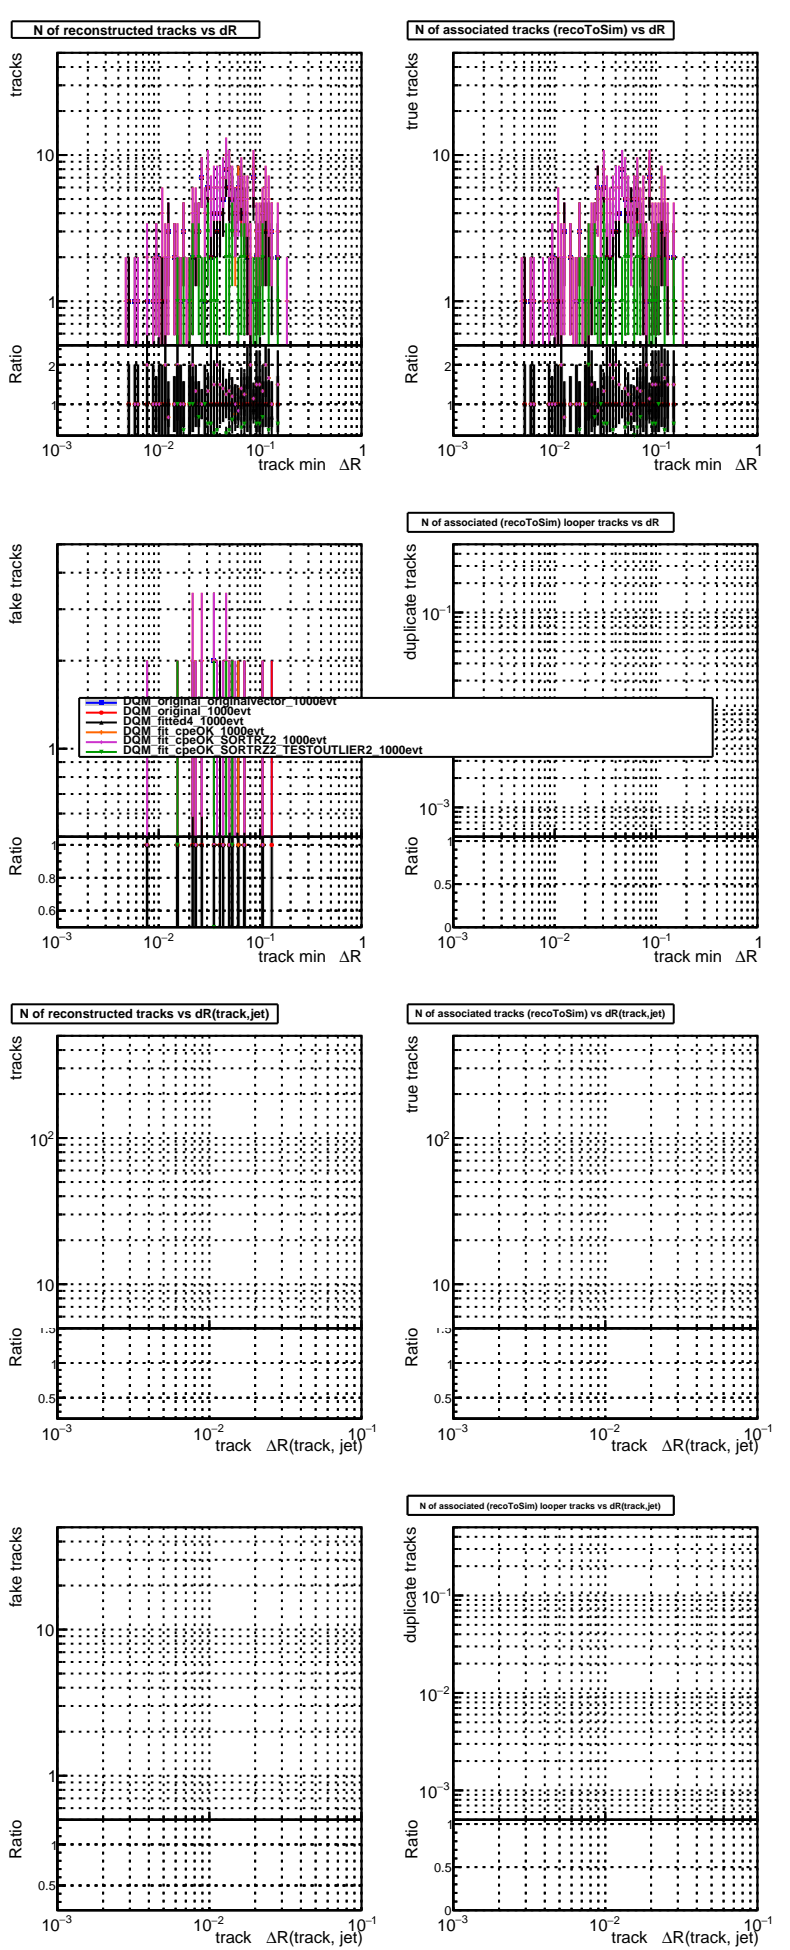 N of reconstructed tracks vs dR
tracks
10
1
Ratio
2
1
10−3
10−2
10−1
1
track min ΔR
N of associated tracks (recoToSim) vs dR
true tracks
10
1
Ratio
2
1
10−3
10−2
10−1
1
track min ΔR
fake tracks
1
Ratio
1
0.8
0.6
10−3
10−2
10−1
1
track min ΔR
N of associated (recoToSim) looper tracks vs dR
duplicate tracks
10−1
10−3
Ratio
1
0.5
0
10−3
10−2
10−1
1
track min ΔR
DQM_original_originalvector_1000evt
DQM_original_1000evt
DQM_fitted4_1000evt
DQM_fit_cpeOK_1000evt
DQM_fit_cpeOK_SORTRZ2_1000evt
DQM_fit_cpeOK_SORTRZ2_TESTOUTLIER2_1000evt
N of reconstructed tracks vs dR(track,jet)
tracks
102
10
Ratio
1.5
1
0.5
10−3
10−2
10−1
track ΔR(track, jet)
N of associated tracks (recoToSim) vs dR(track,jet)
true tracks
102
10
Ratio
1.5
1
0.5
10−3
10−2
10−1
track ΔR(track, jet)
fake tracks
10
1
Ratio
1
0.5
10−3
10−2
10−1
track ΔR(track, jet)
N of associated (recoToSim) looper tracks vs dR(track,jet)
duplicate tracks
10−1
10−2
10−3
Ratio
1
0.5
0
10−3
10−2
10−1
track ΔR(track, jet)